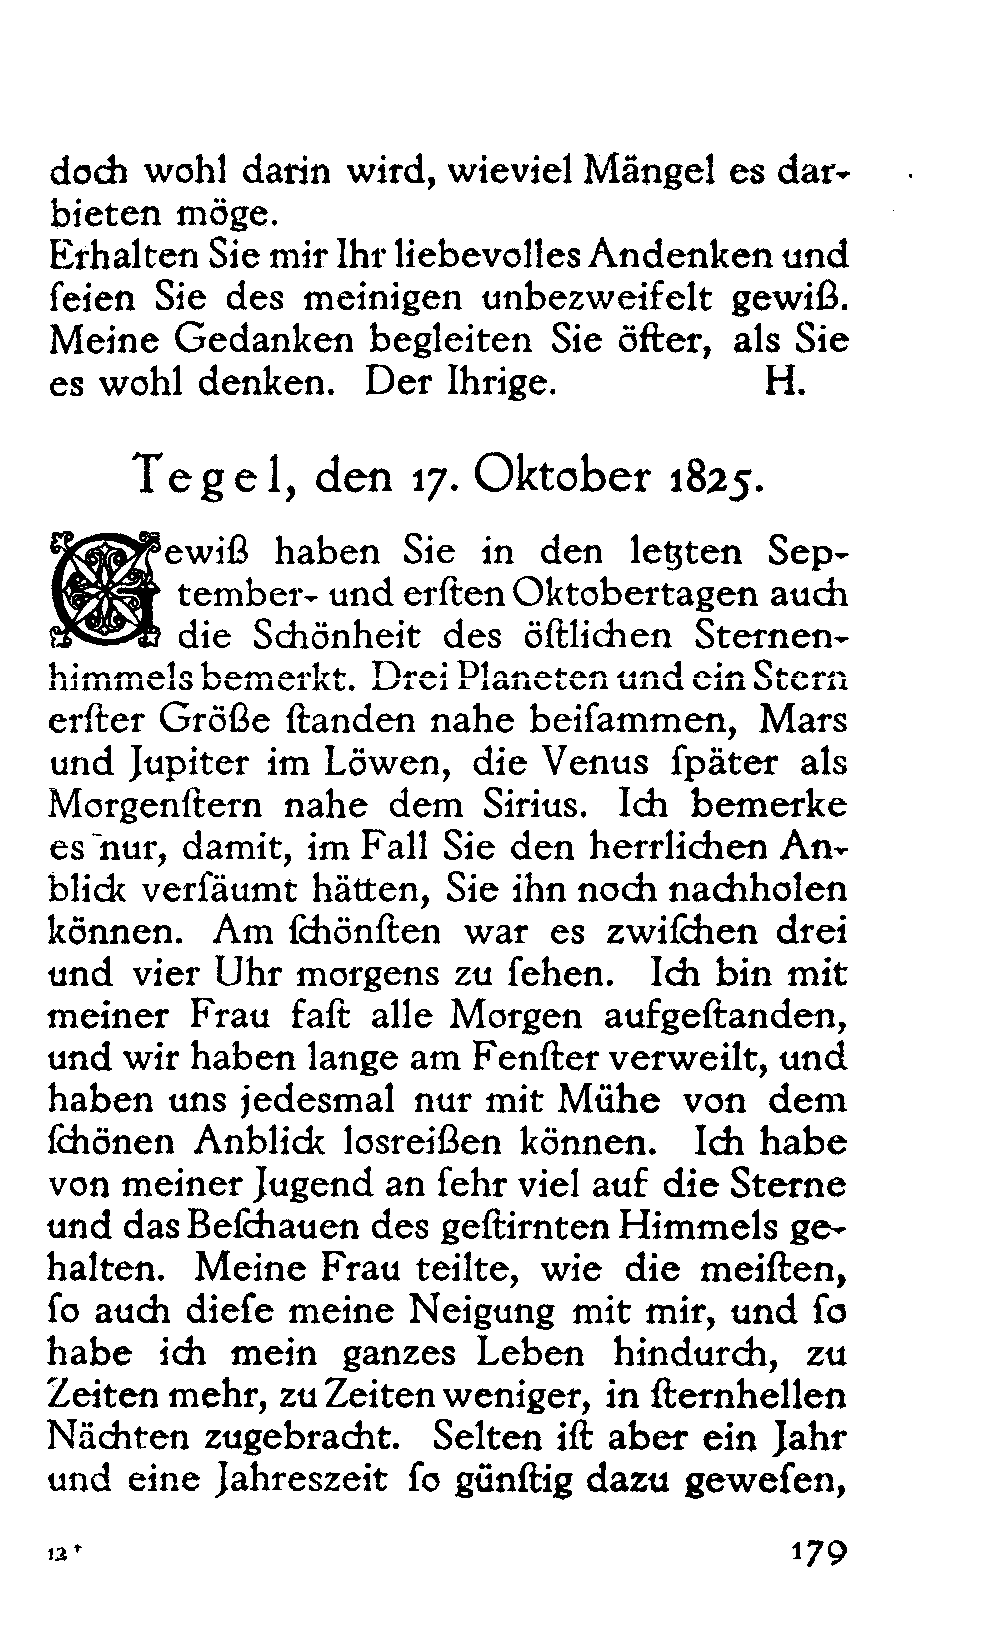 doch wohl darin wird, wieviel Mängel es dar-
bieten möge.
Erhalten Sie mir Ihr liebevolles Andenken und
ſeien Sie des meinigen unbezweifelt gewiß.
Meine Gedanken begleiten Sie öfter, als Sie
es wohl denken. Der Ihrige. H.
Tegel, den 17. Oktober 1825.
Gewiß haben Sie in den letzten Sep-
tember- und erſten Oktobertagen auch
die Schönheit des öſtlichen Sternen-
himmels bemerkt. Drei Planeten und ein Stern
erſter Größe ſtanden nahe beiſammen, Mars
und Jupiter im Löwen, die Venus ſpäter als
Morgenſtern nahe dem Sirius. Ich bemerke
es nur, damit, im Fall Sie den herrlichen An-
blick verſäumt hätten, Sie ihn noch nachholen
können. Am ſchönſten war es zwiſchen drei
und vier Uhr morgens zu ſehen. Ich bin mit
meiner Frau faſt alle Morgen aufgeſtanden,
und wir haben lange am Fenſter verweilt, und
haben uns jedesmal nur mit Mühe von dem
ſchönen Anblick losreißen können. Ich habe
von meiner Jugend an ſehr viel auf die Sterne
und das Beſchauen des geſtirnten Himmels ge-
halten. Meine Frau teilte, wie die meiſten,
ſo auch dieſe meine Neigung mit mir, und ſo
habe ich mein ganzes Leben hindurch, zu
Zeiten mehr, zu Zeiten weniger, in ſternhellen
Nächten zugebracht. Selten iſt aber ein Jahr
und eine Jahreszeit ſo günſtig dazu geweſen,
12* 179